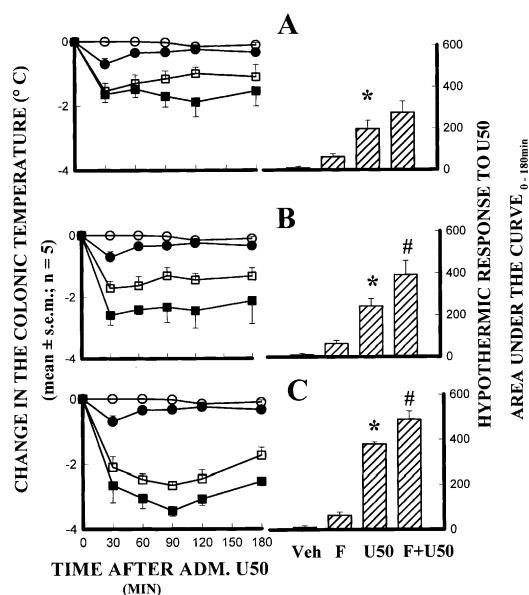 CHANGE IN THE COLONIC TEMPERATURE (° C)
(mean ± s.e.m.; n = 5)
A
0
-2
-4
*
600
400
200
0
B
0
-2
-4
*
#
600
400
200
0
C
0
-2
-4
*
#
600
400
200
0
0 30 60 90 120 150 180
Veh F U50 F+U50
TIME AFTER ADM. U50
(MIN)
HYPOTHERMIC RESPONSE TO U50
AREA UNDER THE CURVE 0 - 180min